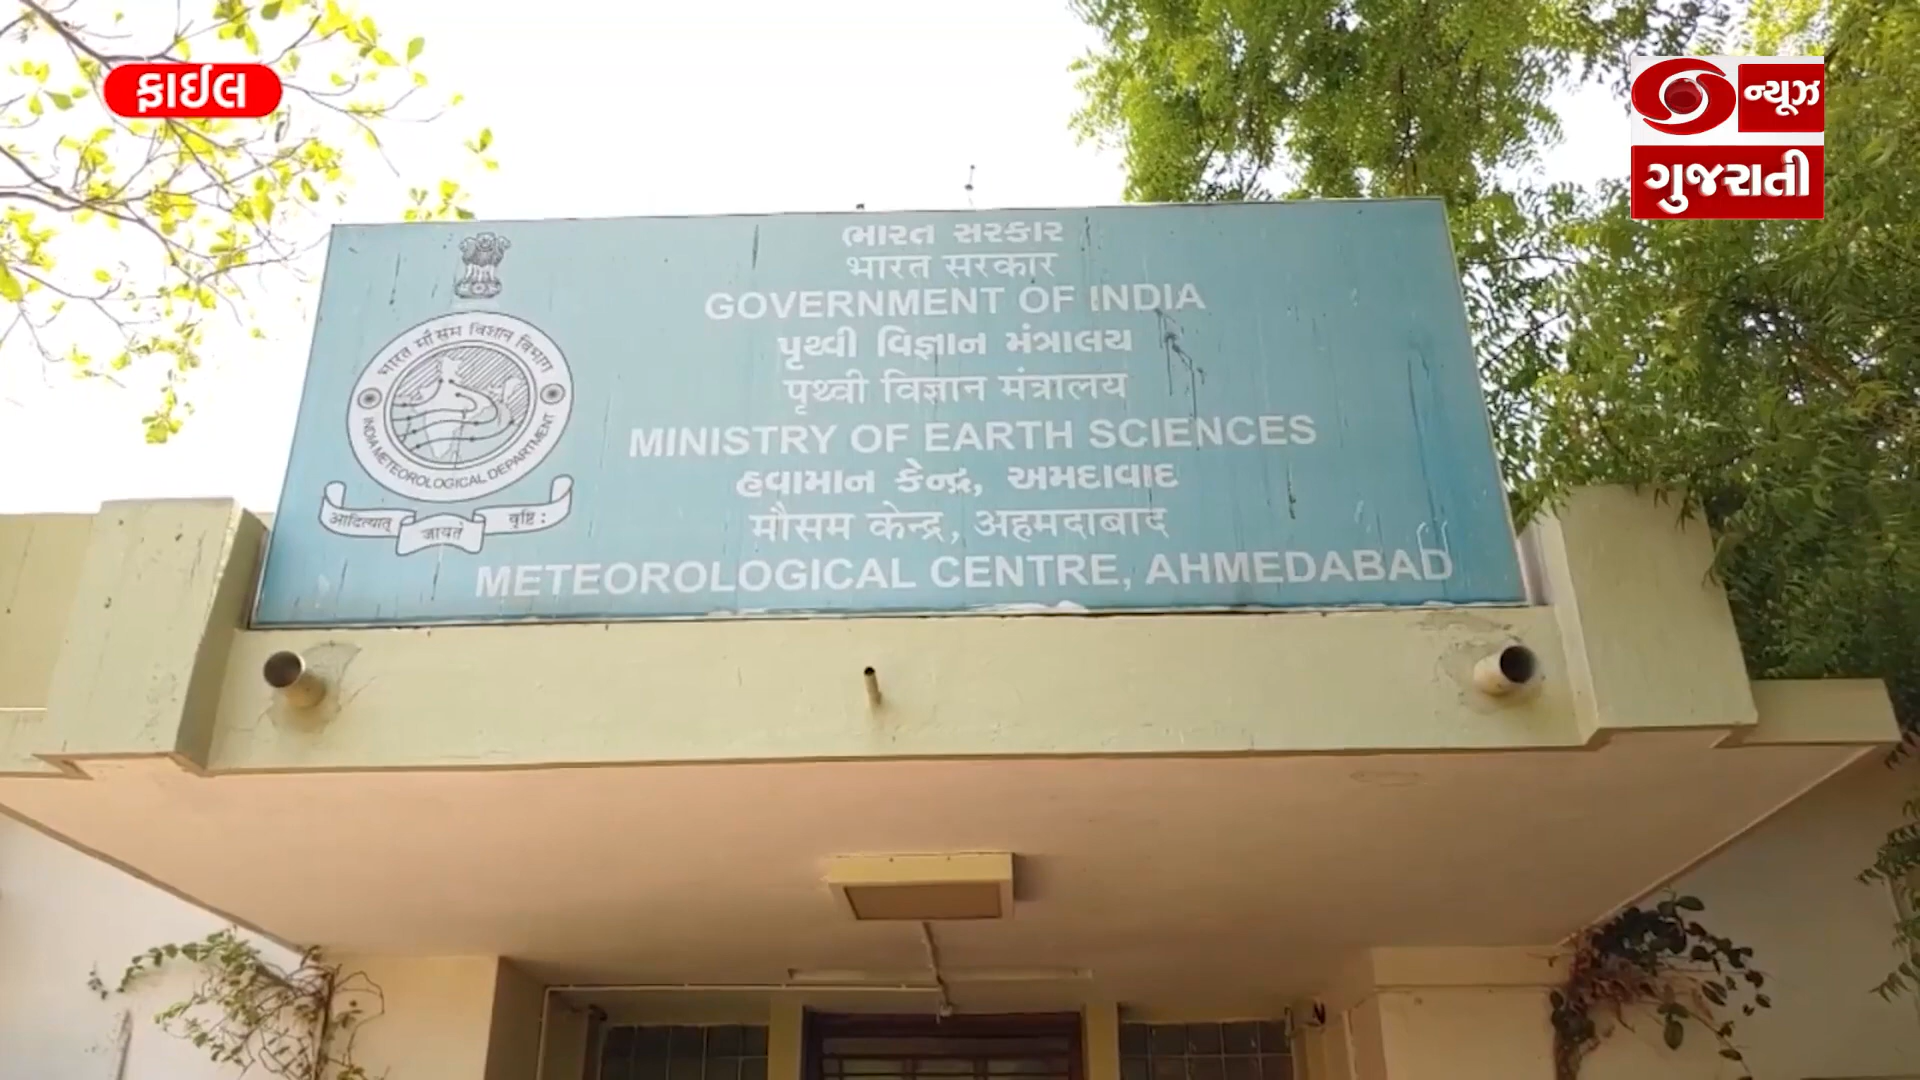 ફાઈલ
ન્યૂઝ
ગુજરાતી
ભારત સરકાર
भारत सरकार
GOVERNMENT OF INDIA
પૃથ્વી વિજ્ઞાન મંત્રાલય
पृथ्वी विज्ञान मंत्रालय
MINISTRY OF EARTH SCIENCES
હવામાન કેન્દ્ર, અમદાવાદ
मौसम केन्द्र, अहमदाबाद
METEOROLOGICAL CENTRE, AHMEDABAD
भारत मौसम विज्ञान विभाग
INDIA METEOROLOGICAL DEPARTMENT
आदित्यात् जायते वृष्टि: